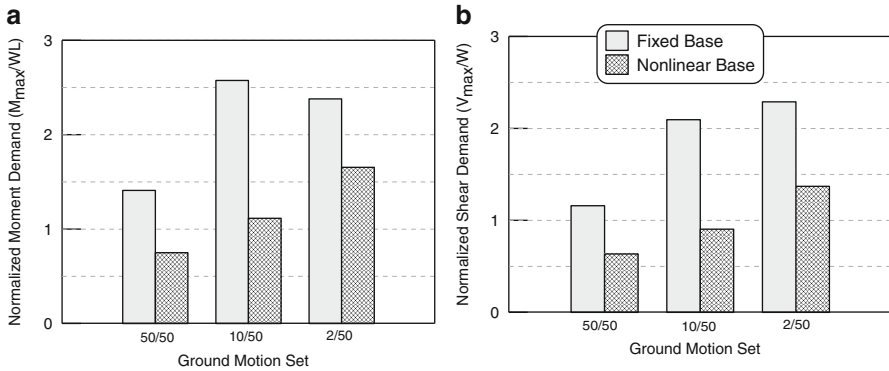 a
Normalized Moment Demand (Mmax/WL)
3
2
1
0
50/50
10/50
2/50
Ground Motion Set
b
Normalized Shear Demand (Vmax/W)
3
2
1
0
Fixed Base
Nonlinear Base
50/50
10/50
2/50
Ground Motion Set